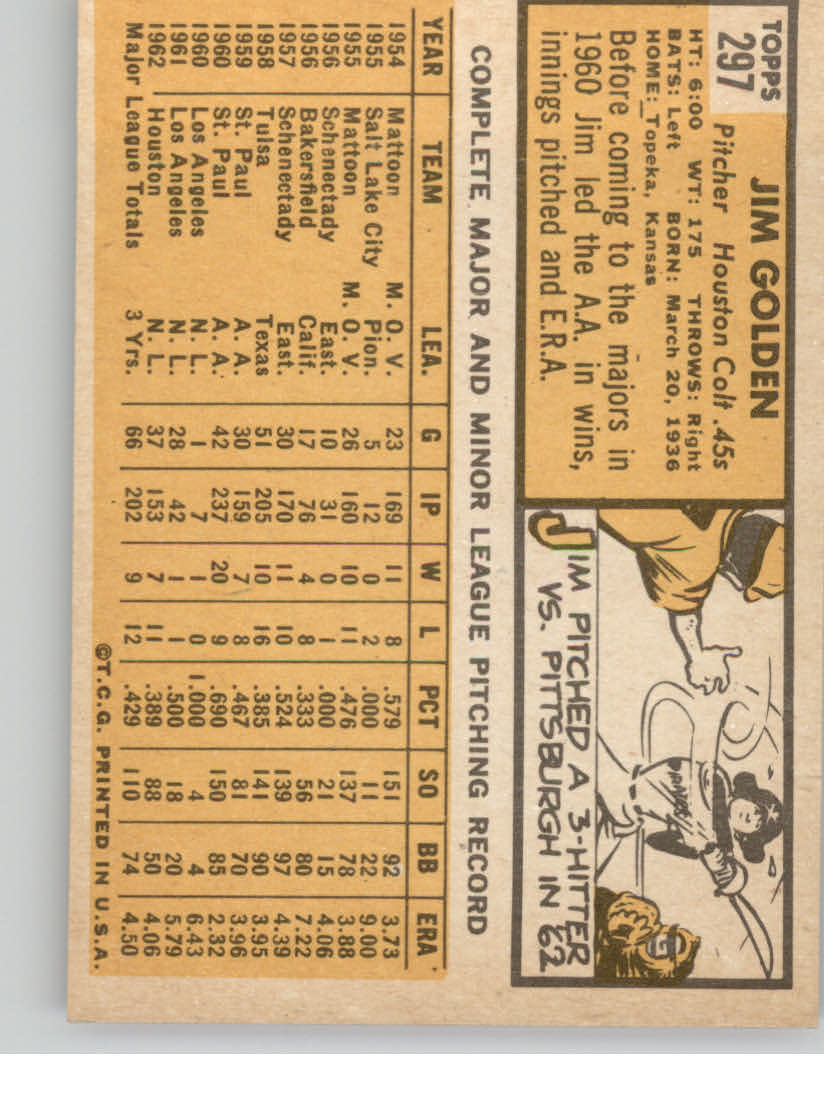 TOPPS
297
JIM GOLDEN
Pitcher Houston Colt .45s
HT: 6:00 WT: 175 THROWS: Right
BATS: Left BORN: March 20, 1936
HOME: Topeka, Kansas
Before coming to the majors in
1960 Jim led the A.A. in wins,
innings pitched and E.R.A.
JIM PITCHED A 3-HITTER
VS. PITTSBURGH IN '62
COMPLETE MAJOR AND MINOR LEAGUE PITCHING RECORD
YEAR TEAM LEA. G IP W L PCT SO BB ERA
1954 Mattoon M. O. V. 23 169 11 8 .579 151 92 3.73
1955 Salt Lake City Pion. 5 12 0 2 .000 11 22 9.00
1955 Mattoon M. O. V. 26 160 10 11 .476 137 78 3.88
1956 Schenectady East. 10 31 0 1 .000 21 15 4.06
1956 Bakersfield Calif. 17 76 4 8 .333 56 80 7.22
1957 Schenectady East. 30 170 11 10 .524 139 97 4.39
1958 Tulsa Texas 51 205 10 16 .385 141 90 3.95
1959 St. Paul A. A. 30 159 7 8 .467 81 70 3.96
1960 St. Paul A. A. 42 237 20 9 .690 150 85 2.32
1960 Los Angeles N. L. 1 7 1 0 1.000 4 4 6.43
1961 Los Angeles N. L. 28 42 1 1 .500 18 20 5.79
1962 Houston N. L. 37 153 7 11 .389 88 50 4.06
Major League Totals 3 Yrs. 66 202 9 12 .429 110 74 4.50
©T.C.G. PRINTED IN U.S.A.